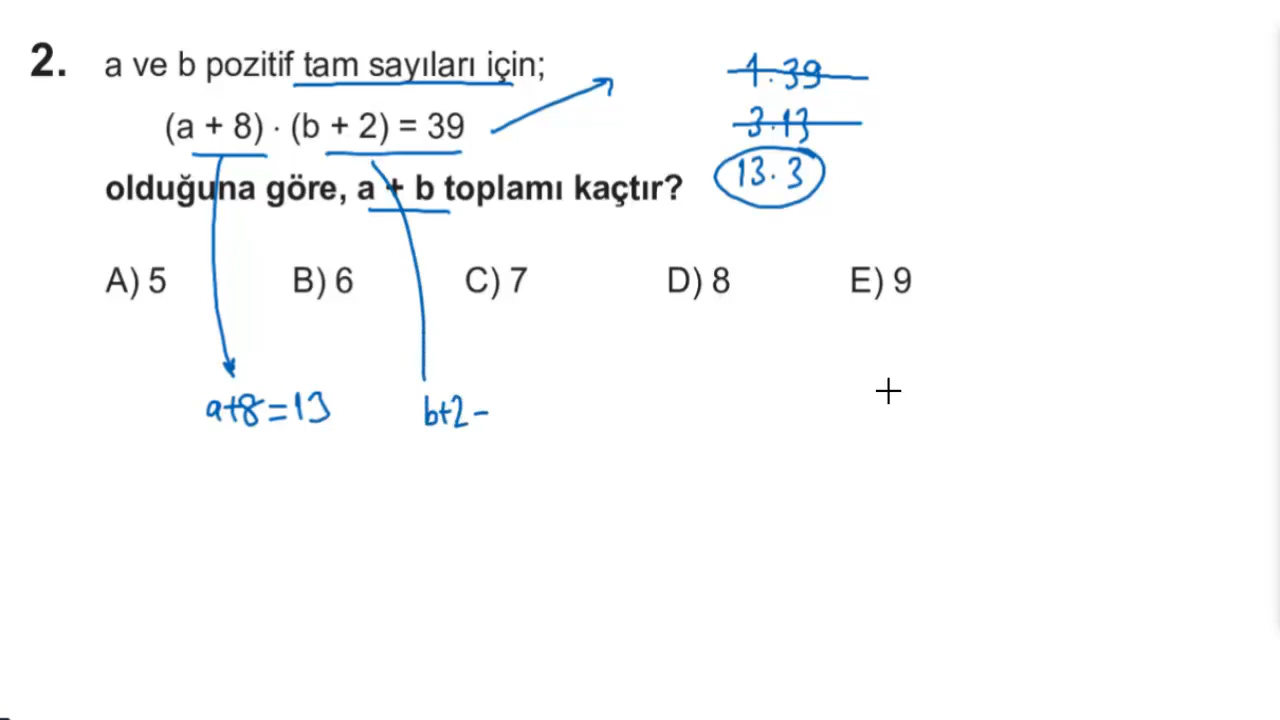 2. a ve b pozitif tam sayıları için;
(a + 8) · (b + 2) = 39
olduğuna göre, a + b toplamı kaçtır?
A) 5 B) 6 C) 7 D) 8 E) 9
1.39
3.13
13.3
a+8=13 b+2-